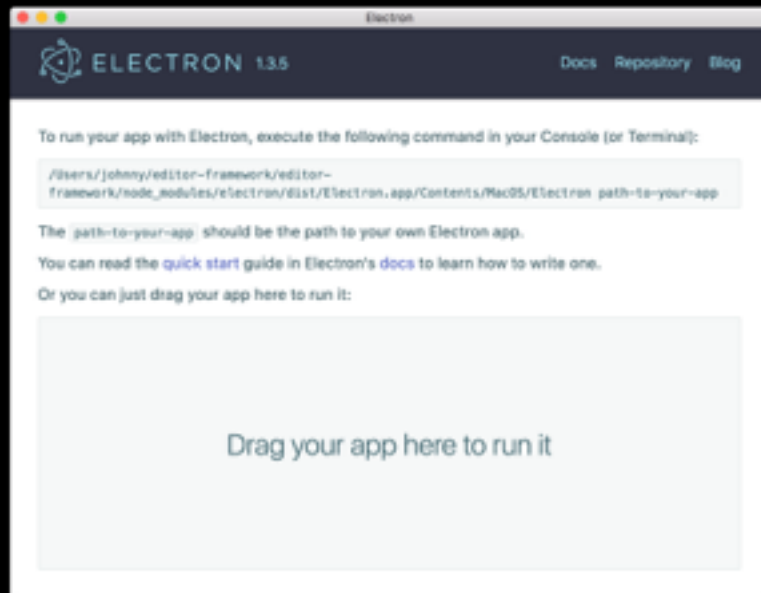 Electron
ELECTRON 1.3.5 Docs Repository Blog
To run your app with Electron, execute the following command in your Console (or Terminal):
/Users/johnny/editor-framework/editor-
framework/node_modules/electron/dist/Electron.app/Contents/MacOS/Electron path-to-your-app
The path-to-your-app should be the path to your own Electron app.
You can read the quick start guide in Electron's docs to learn how to write one.
Or you can just drag your app here to run it:
Drag your app here to run it